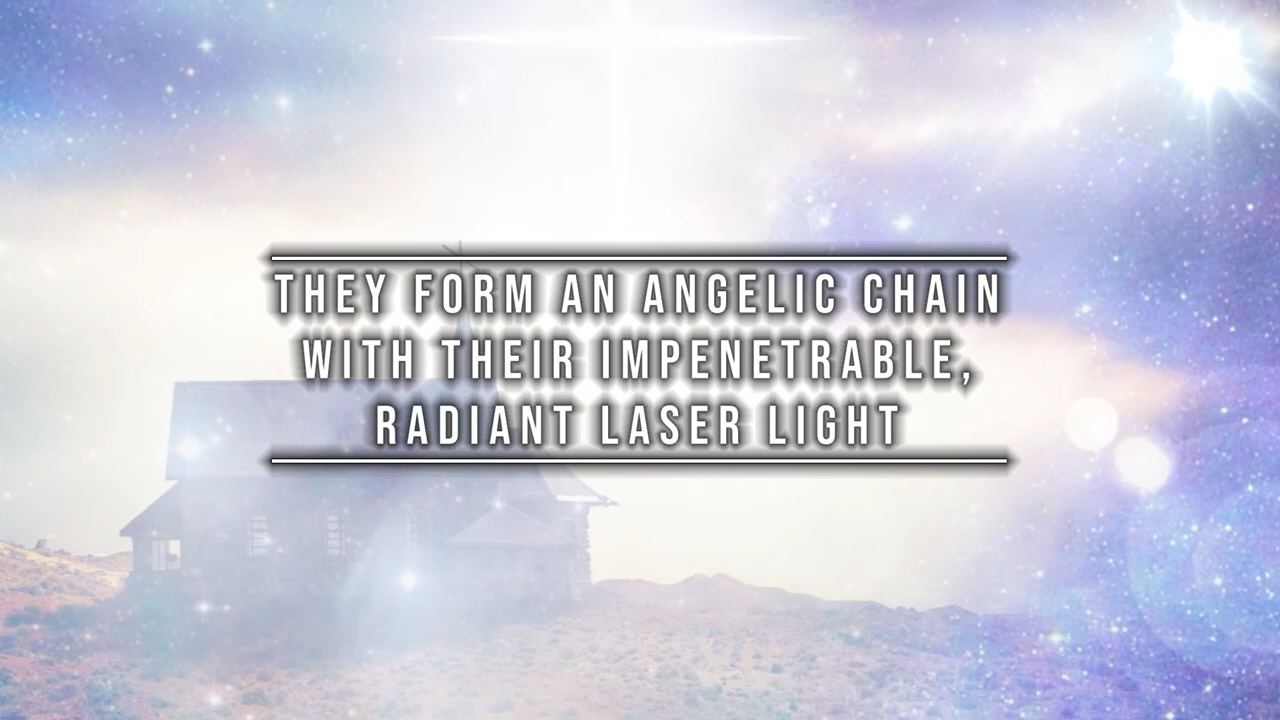 THEY FORM AN ANGELIC CHAIN
WITH THEIR IMPENETRABLE,
RADIANT LASER LIGHT